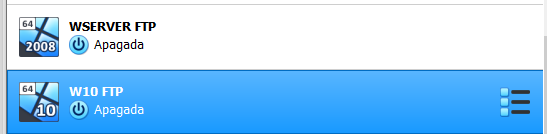 64
2008
WSERVER FTP
Apagada
64
10
W10 FTP
Apagada